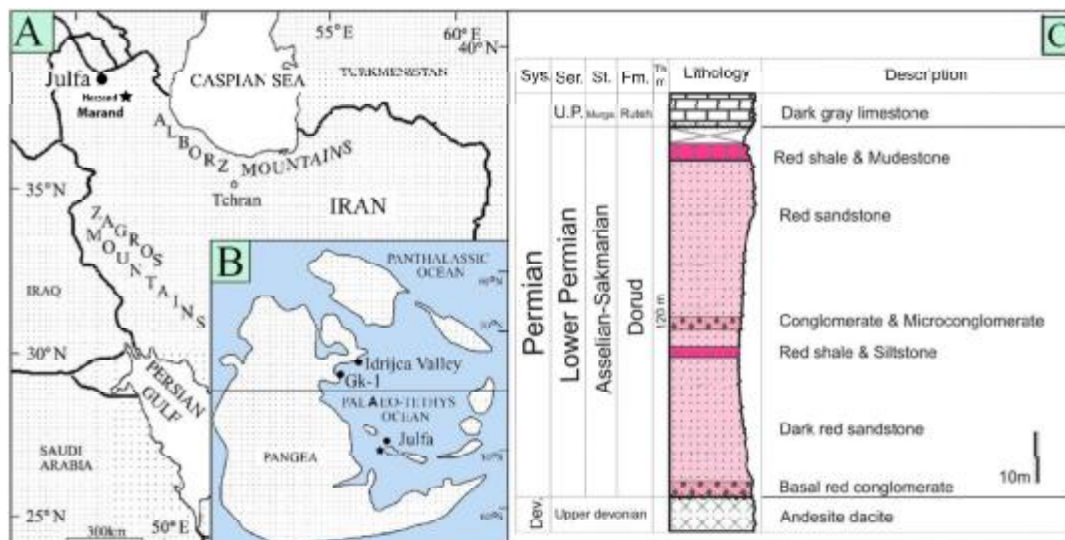 A
55°E
60°E
40°N
CASPIAN SEA
TURKMENISTAN
Julfa
Marand
ALBORZ MOUNTAINS
Tehran
35°N
IRAN
ZAGROS MOUNTAINS
IRAQ
30°N
PERSIAN GULF
SAUDI ARABIA
25°N
50°E
300km
B
PANTHALASSIC
OCEAN
Idrijca Valley
Gk-1
PALAEO-TETHYS
OCEAN
Julfa
PANGEA
C
Sys. Ser. St. Fm. Lithology Description
U.P. Ruteh Dark gray limestone
Red shale & Mudestone
Red sandstone
Permian
Lower Permian
Asselian-Sakmarian
Dorud
120 m
Conglomerate & Microconglomerate
Red shale & Siltstone
Dark red sandstone
10m
Basal red conglomerate
Dev. Upper devonian Andesite dacite